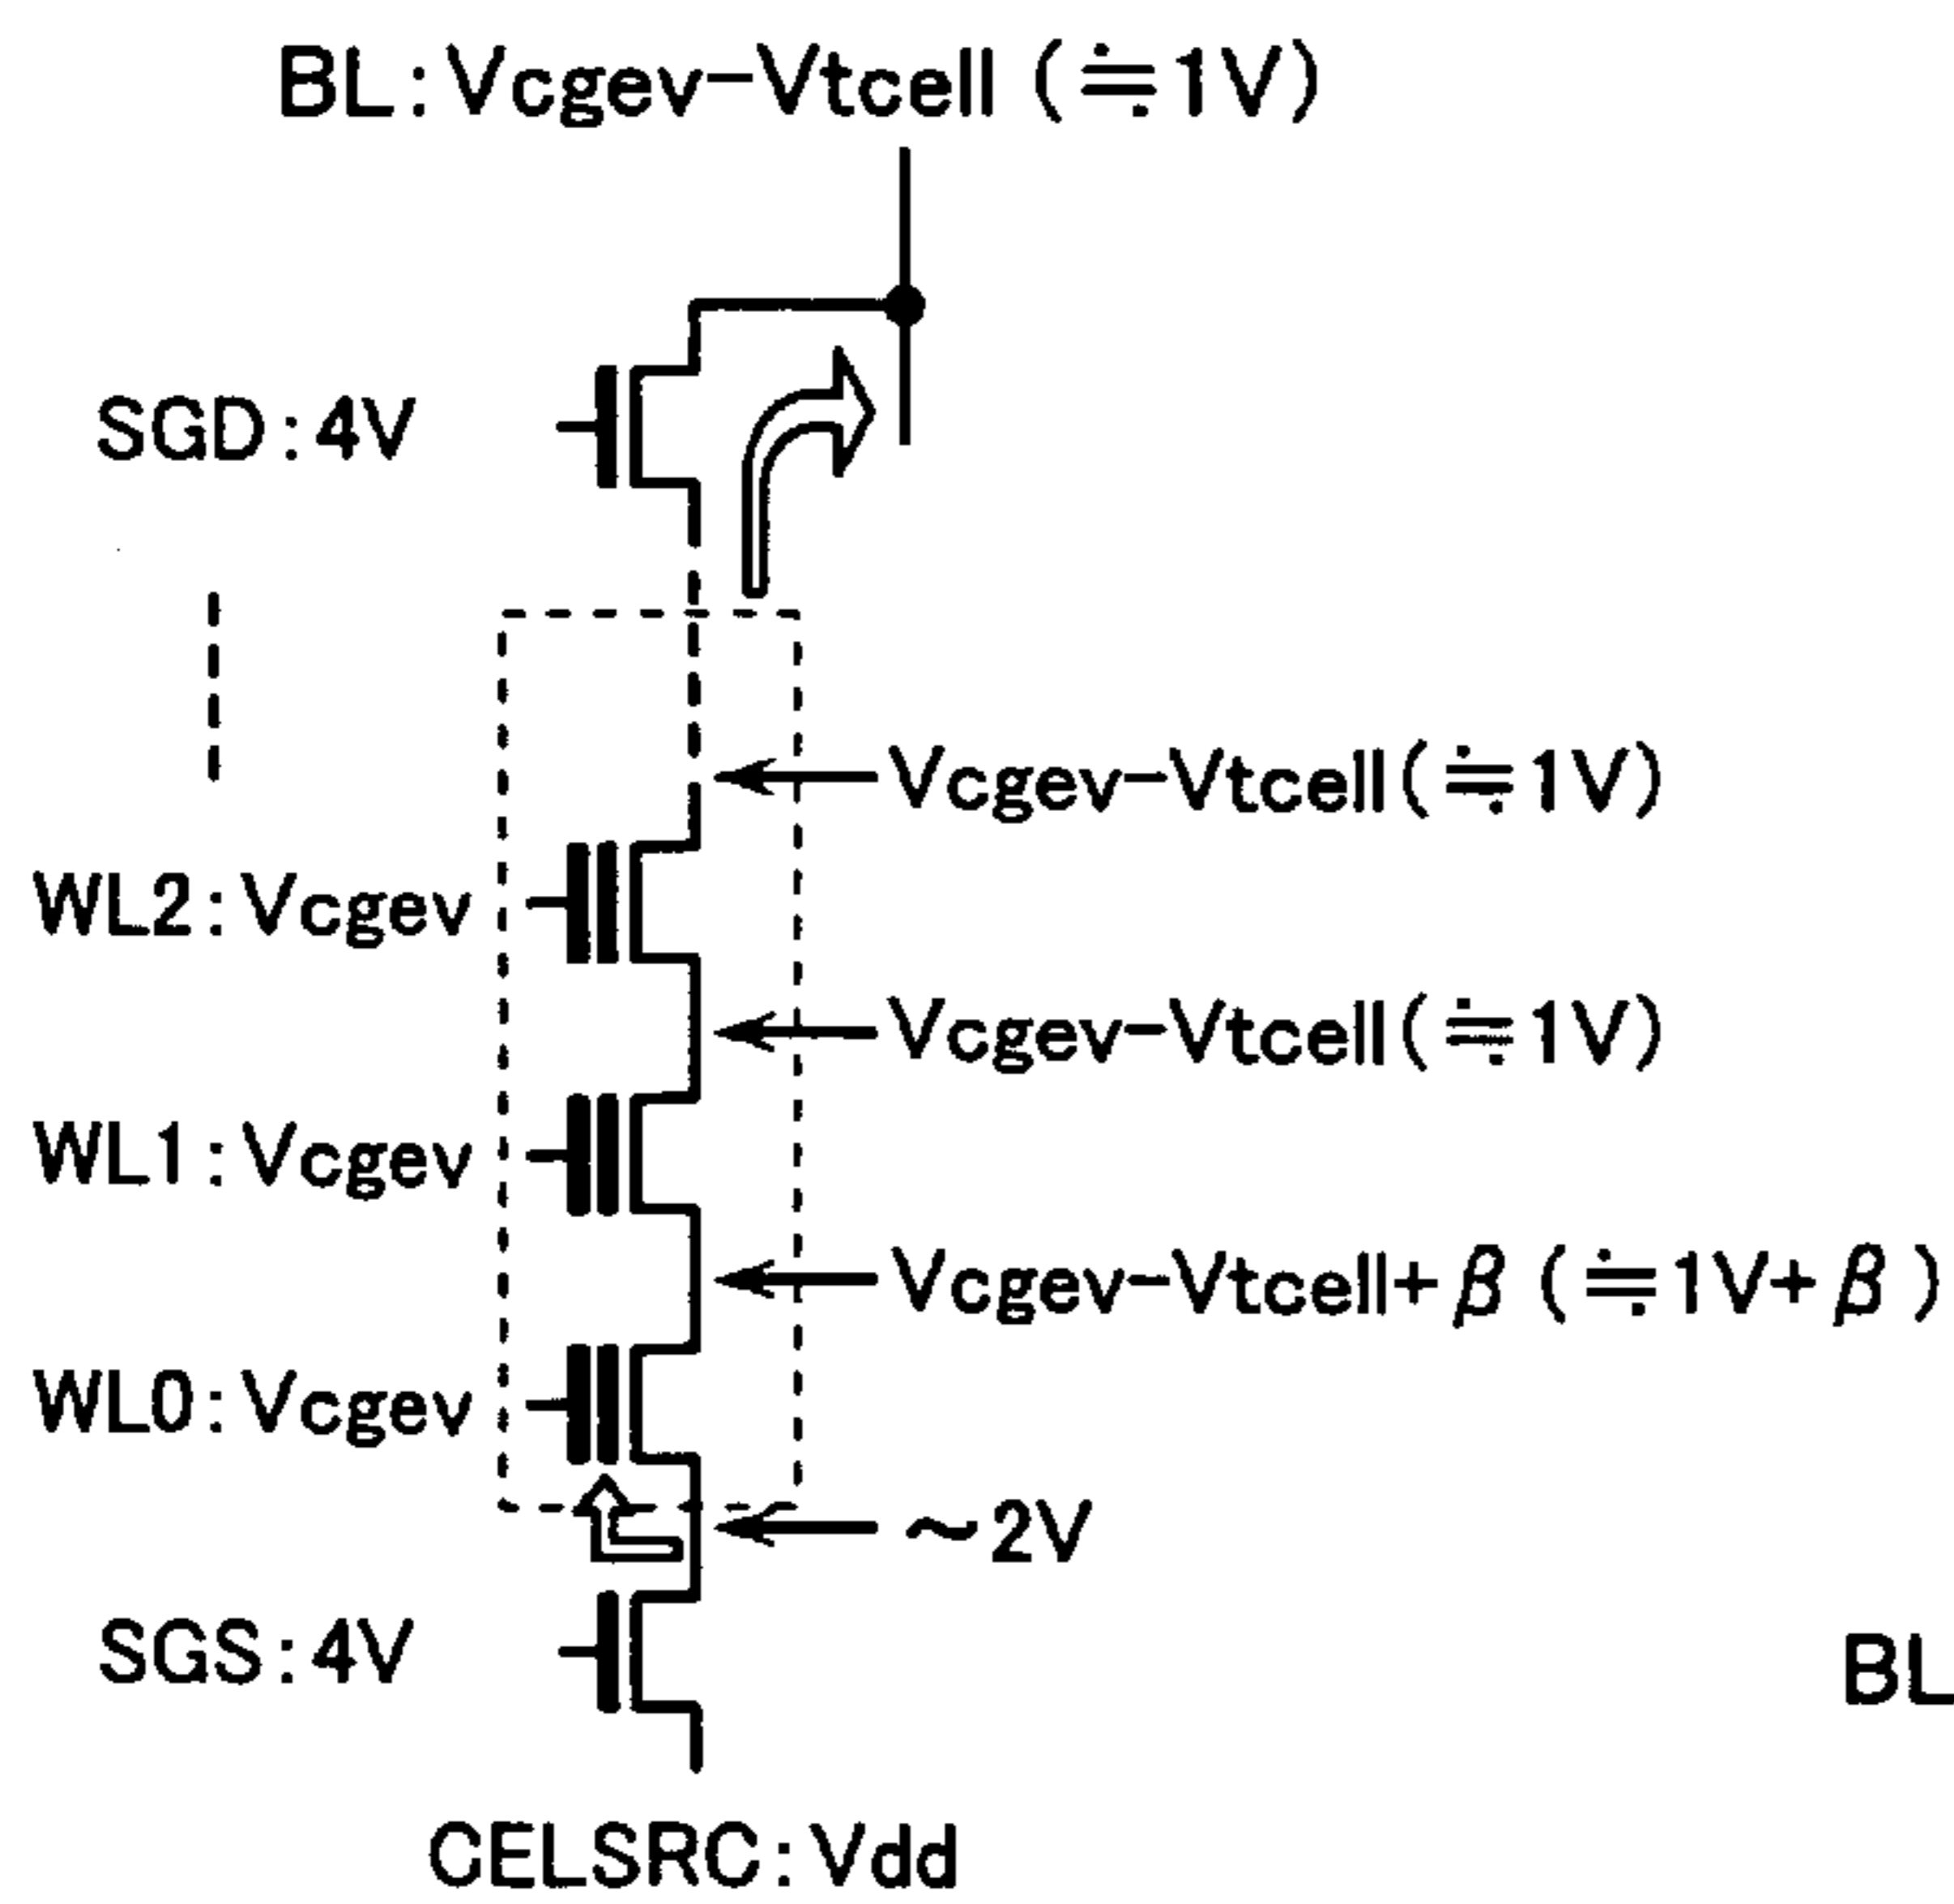 BL:Vcgev-Vtcell (≒1V)
SGD:4V
Vcgev-Vtcell(≒1V)
WL2:Vcgev
Vcgev-Vtcell(≒1V)
WL1:Vcgev
Vcgev-Vtcell+β (≒1V+β)
WL0:Vcgev
~2V
SGS:4V
BL
CELSRC:Vdd